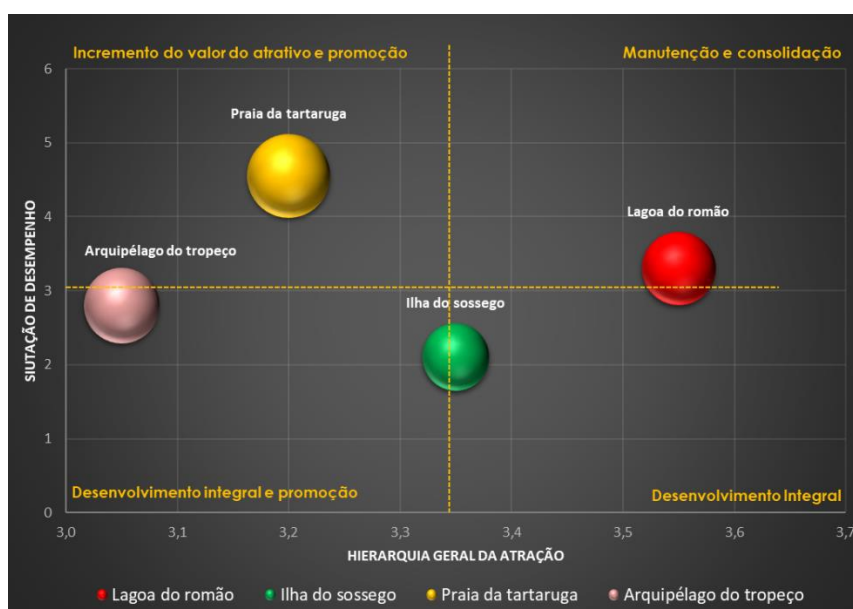 Incremento do valor do atrativo e promoção
Manutenção e consolidação
6
Praia da tartaruga
5
Lagoa do romão
4
Arquipélago do tropeço
3
Ilha do sossego
2
1
Desenvolvimento integral e promoção
Desenvolvimento Integral
0
SIUTAÇÃO DE DESEMPENHO
3,0 3,1 3,2 3,3 3,4 3,5 3,6 3,7
HIERARQUIA GERAL DA ATRAÇÃO
Lagoa do romão Ilha do sossego Praia da tartaruga Arquipélago do tropeço